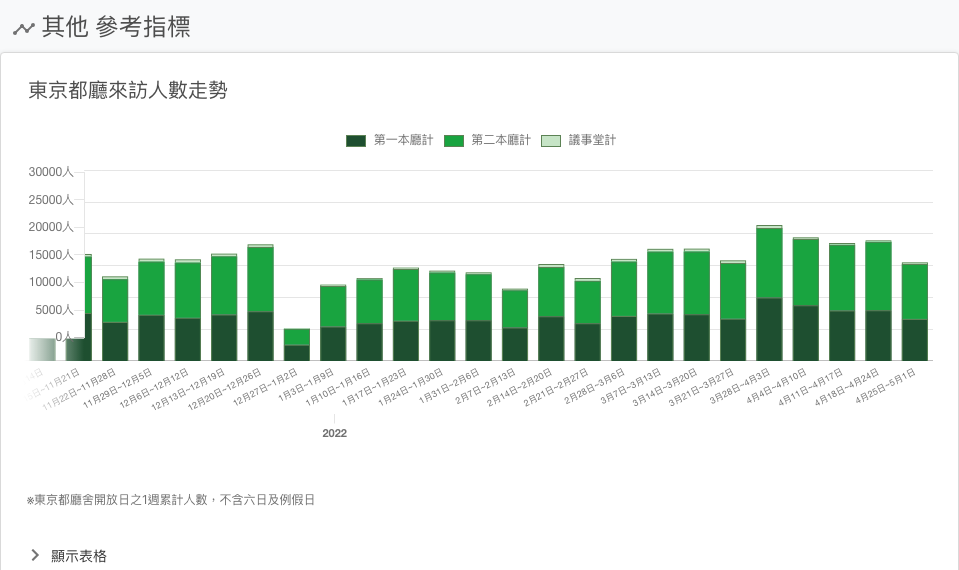 其他 參考指標
東京都廳來訪人數走勢
第一本廳計 第二本廳計 議事堂計
30000人
25000人
20000人
15000人
10000人
5000人
0人
11月22日~11月28日
11月29日~12月5日
12月6日~12月12日
12月13日~12月19日
12月20日~12月26日
12月27日~1月2日
1月3日~1月9日
1月10日~1月16日
1月17日~1月23日
1月24日~1月30日
1月31日~2月6日
2月7日~2月13日
2月14日~2月20日
2月21日~2月27日
2月28日~3月6日
3月7日~3月13日
3月14日~3月20日
3月21日~3月27日
3月28日~4月3日
4月4日~4月10日
4月11日~4月17日
4月18日~4月24日
4月25日~5月1日
2022
※東京都廳舍開放日之1週累計人數，不含六日及例假日
顯示表格